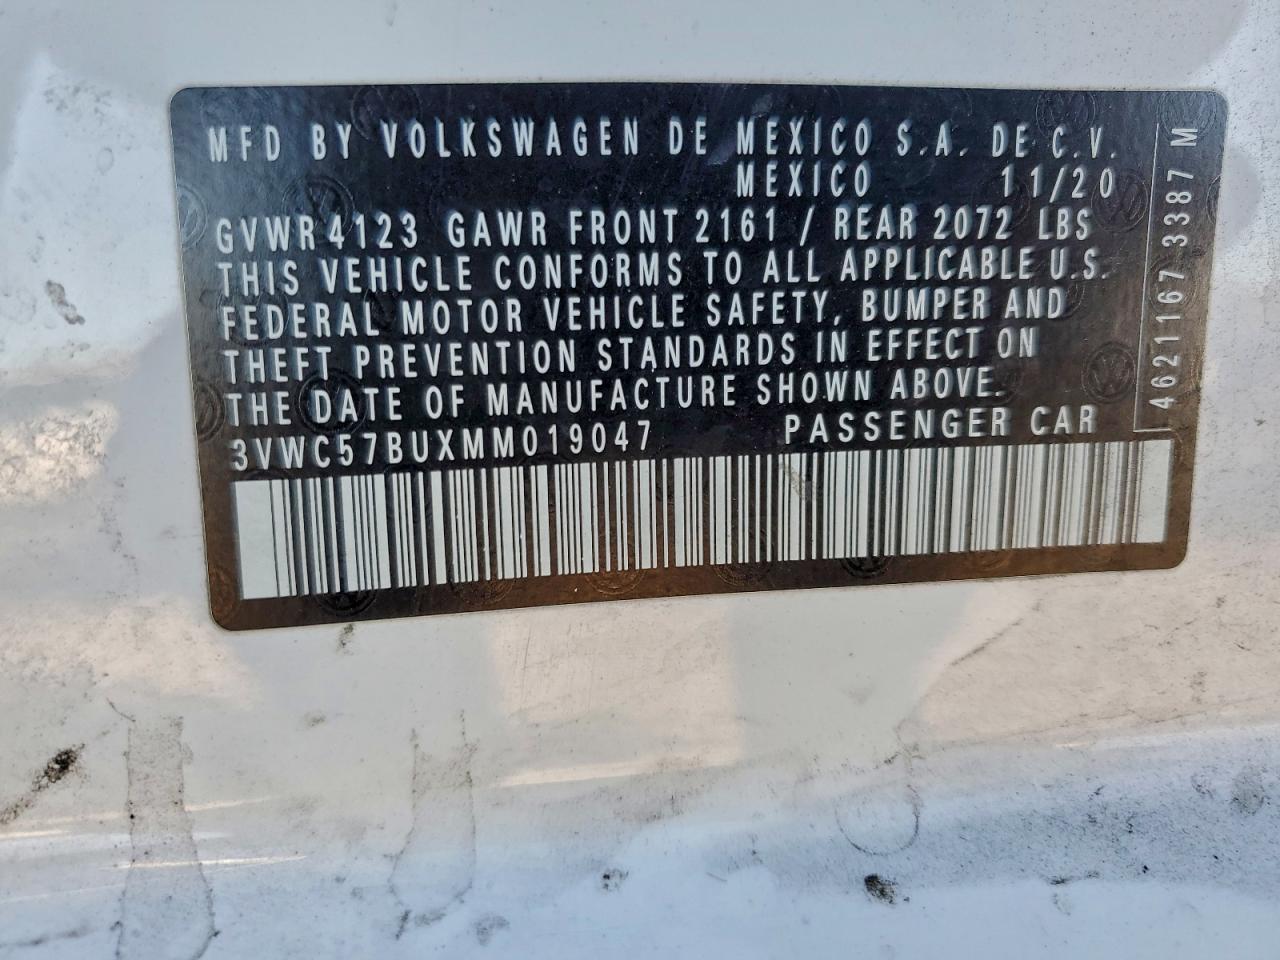 MFD BY VOLKSWAGEN DE MEXICO S.A. DE C.V.
MEXICO 11/20
GVWR 4123 GAWR FRONT 2161 / REAR 2072 LBS
THIS VEHICLE CONFORMS TO ALL APPLICABLE U.S.
FEDERAL MOTOR VEHICLE SAFETY, BUMPER AND
THEFT PREVENTION STANDARDS IN EFFECT ON
THE DATE OF MANUFACTURE SHOWN ABOVE.
3VWC57BUXMM019047 PASSENGER CAR
4621167 3387 M